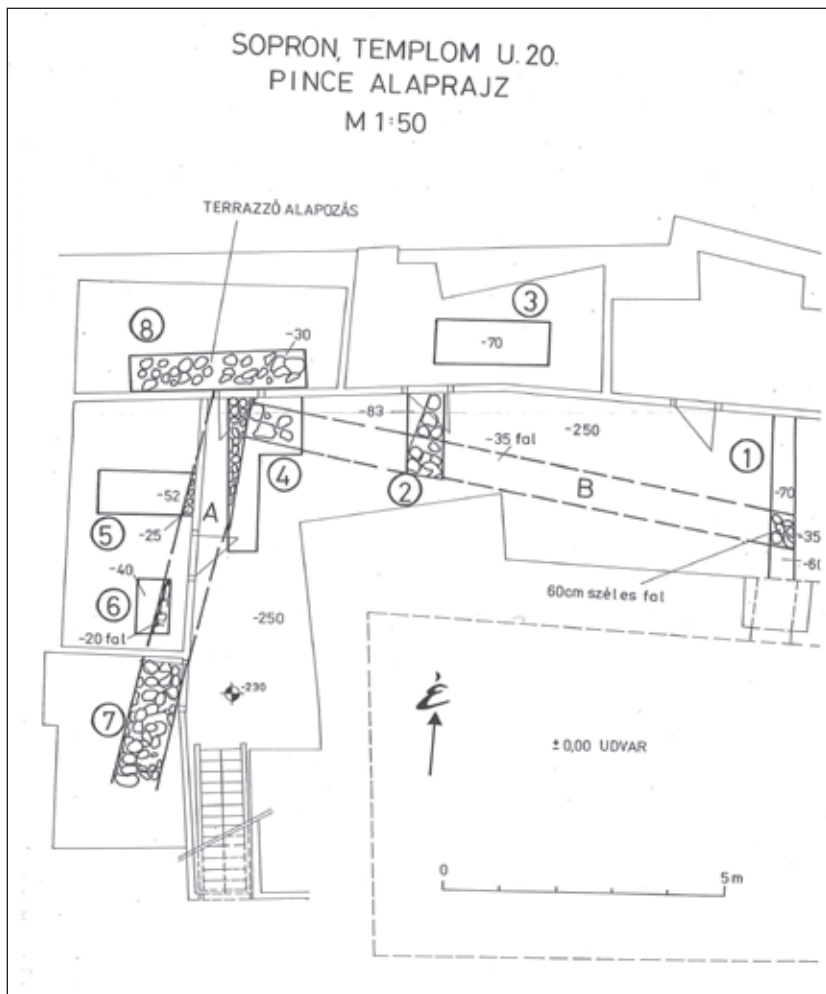 SOPRON, TEMPLOM U. 20.
PINCE ALAPRAJZ
M 1:50
TERRAZZÓ ALAPOZÁS
3
8
-30
-70
-83
-250
-35 fal
1
4
2
B
-70
-52
A
5
-25
-35
-60
-40
6
60cm széles fal
-20 fal
-250
-230
É
7
±0,00 UDVAR
0
5m